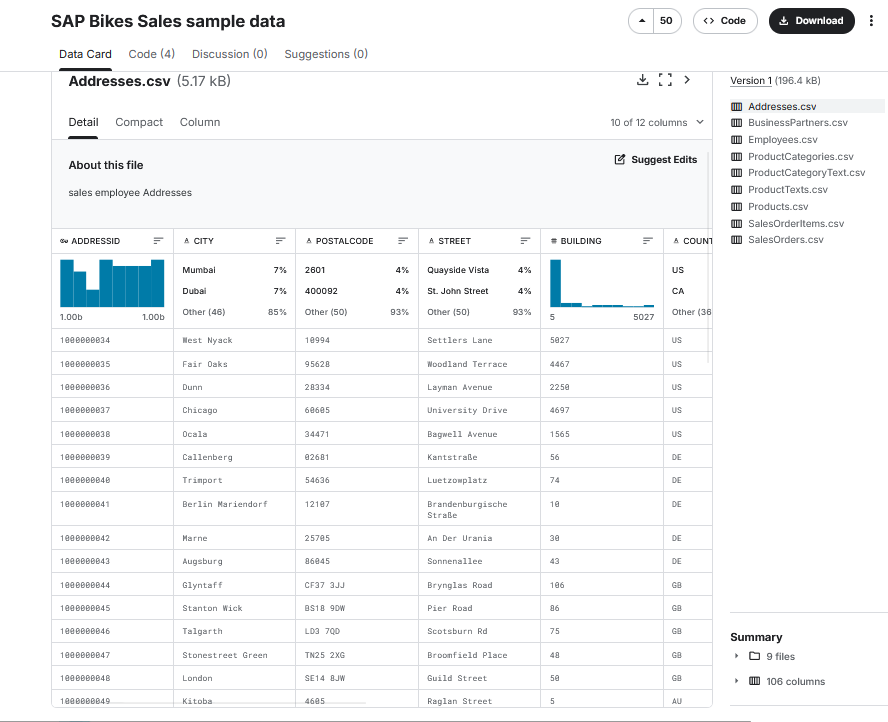 SAP Bikes Sales sample data
50
Code
Download
Data Card Code (4) Discussion (0) Suggestions (0)
Addresses.csv (5.17 kB)
Detail Compact Column
10 of 12 columns
About this file
Suggest Edits
sales employee Addresses
ADDRESSID CITY POSTALCODE STREET # BUILDING COUNT
Mumbai 7% 2601 4% Quayside Vista 4% US
Dubai 7% 400092 4% St. John Street 4% CA
Other (46) 85% Other (50) 93% Other (50) 93% Other (36
1.00b 1.00b 5 5027
1000000034 West Nyack 10994 Settlers Lane 5027 US
1000000035 Fair Oaks 95628 Woodland Terrace 4467 US
1000000036 Dunn 28334 Layman Avenue 2250 US
1000000037 Chicago 60605 University Drive 4697 US
1000000038 Ocala 34471 Bagwell Avenue 1565 US
1000000039 Callenberg 02681 Kantstraße 56 DE
1000000040 Trimport 54636 Luetzowplatz 74 DE
1000000041 Berlin Mariendorf 12107 Brandenburgische 10 DE
Straße
1000000042 Marne 25705 An Der Urania 30 DE
1000000043 Augsburg 86045 Sonnenallee 43 DE
1000000044 Glyntaff CF37 3JJ Brynglas Road 106 GB
1000000045 Stanton Wick BS18 9DW Pier Road 86 GB
1000000046 Talgarth LD3 7QD Scotsburn Rd 75 GB
1000000047 Stonestreet Green TN25 2XG Broomfield Place 48 GB
1000000048 London SE14 8JW Guild Street 50 GB
1000000049 Kitoba 4605 Raglan Street 5 AU
Version 1 (196.4 kB)
Addresses.csv
BusinessPartners.csv
Employees.csv
ProductCategories.csv
ProductCategoryText.csv
ProductTexts.csv
Products.csv
SalesOrderItems.csv
SalesOrders.csv
Summary
9 files
106 columns